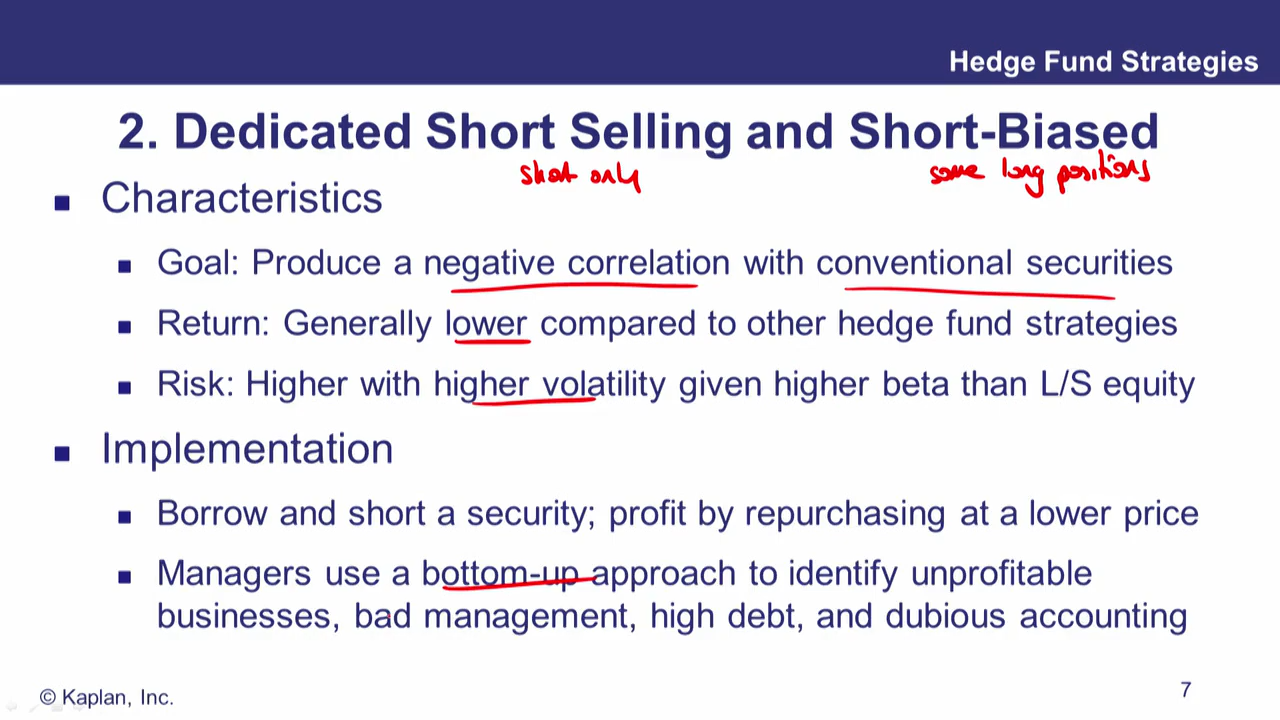 Hedge Fund Strategies
2. Dedicated Short Selling and Short-Biased
short only some long positions
■ Characteristics
■ Goal: Produce a negative correlation with conventional securities
■ Return: Generally lower compared to other hedge fund strategies
■ Risk: Higher with higher volatility given higher beta than L/S equity
■ Implementation
■ Borrow and short a security; profit by repurchasing at a lower price
■ Managers use a bottom-up approach to identify unprofitable
businesses, bad management, high debt, and dubious accounting
© Kaplan, Inc.
7